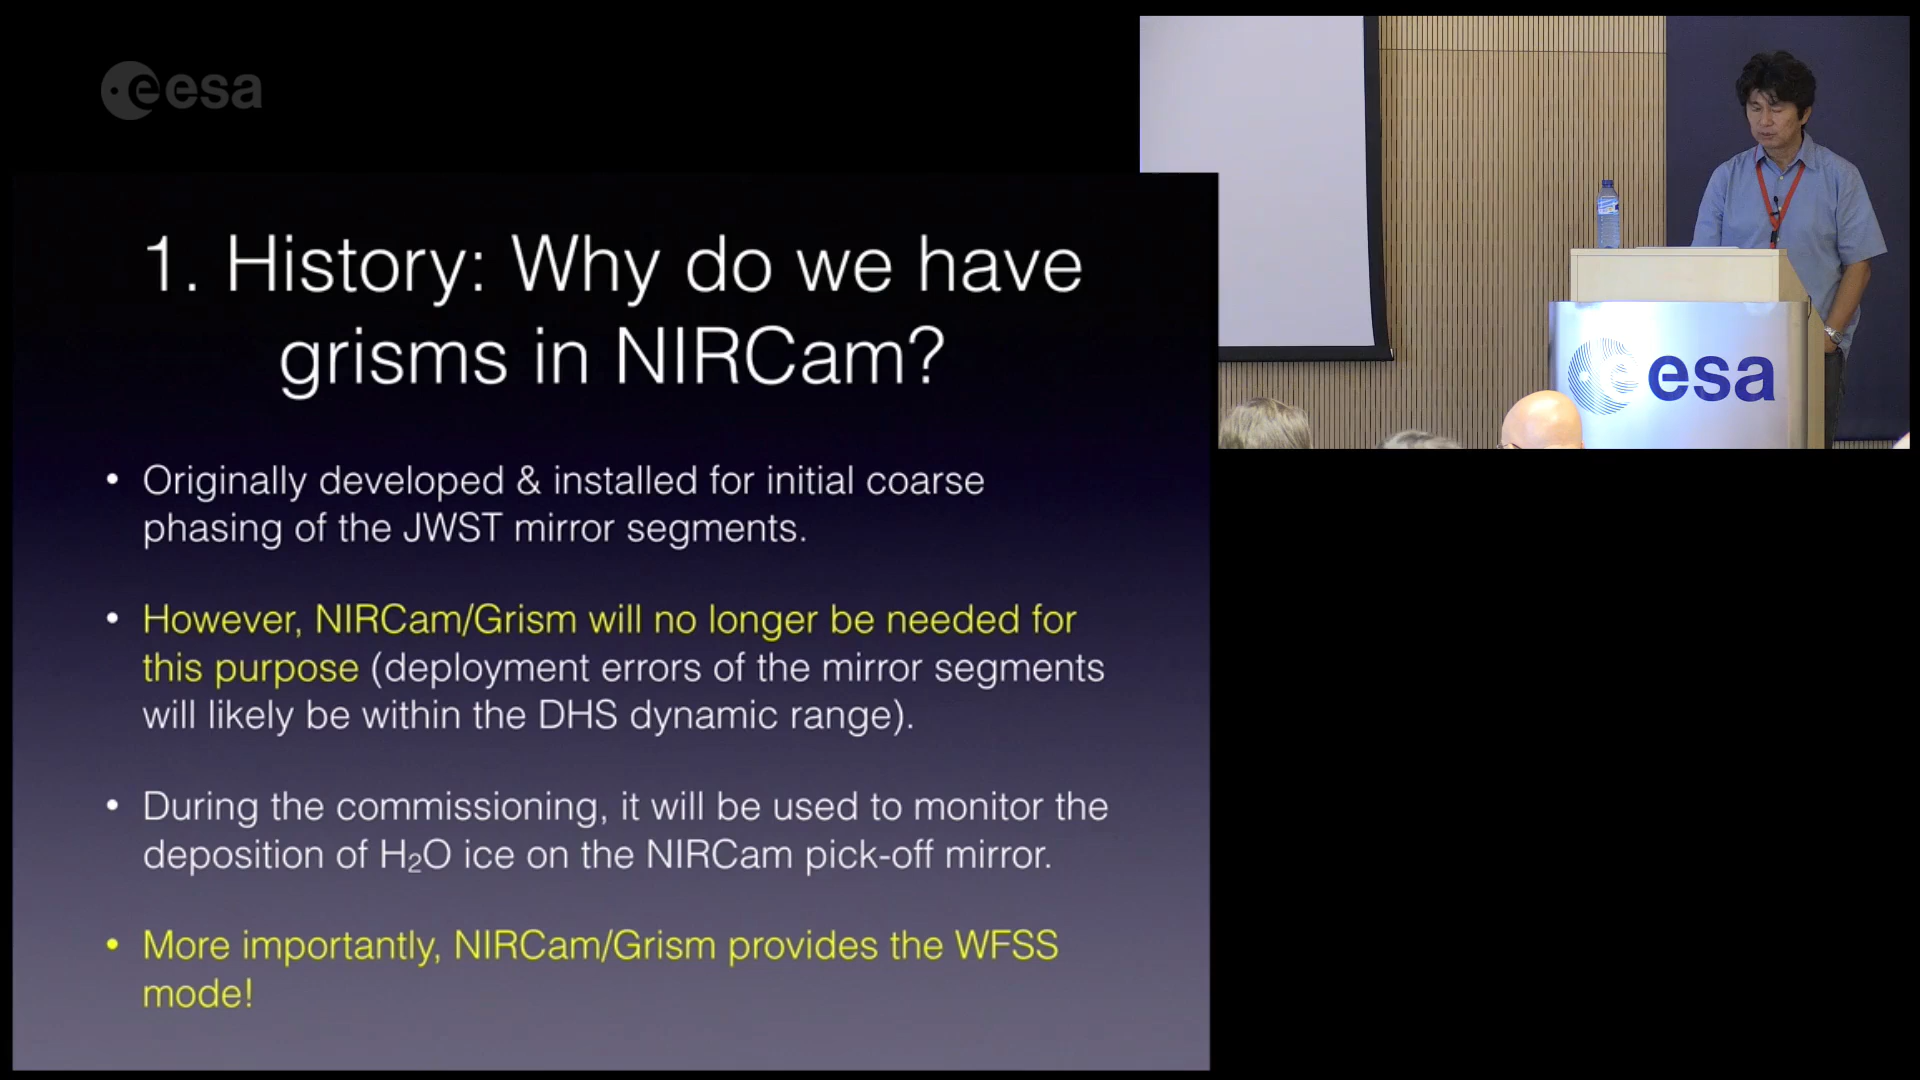 esa
1. History: Why do we have
grisms in NIRCam?
• Originally developed & installed for initial coarse
phasing of the JWST mirror segments.
• However, NIRCam/Grism will no longer be needed for
this purpose (deployment errors of the mirror segments
will likely be within the DHS dynamic range).
• During the commissioning, it will be used to monitor the
deposition of H₂O ice on the NIRCam pick-off mirror.
• More importantly, NIRCam/Grism provides the WFSS
mode!
esa